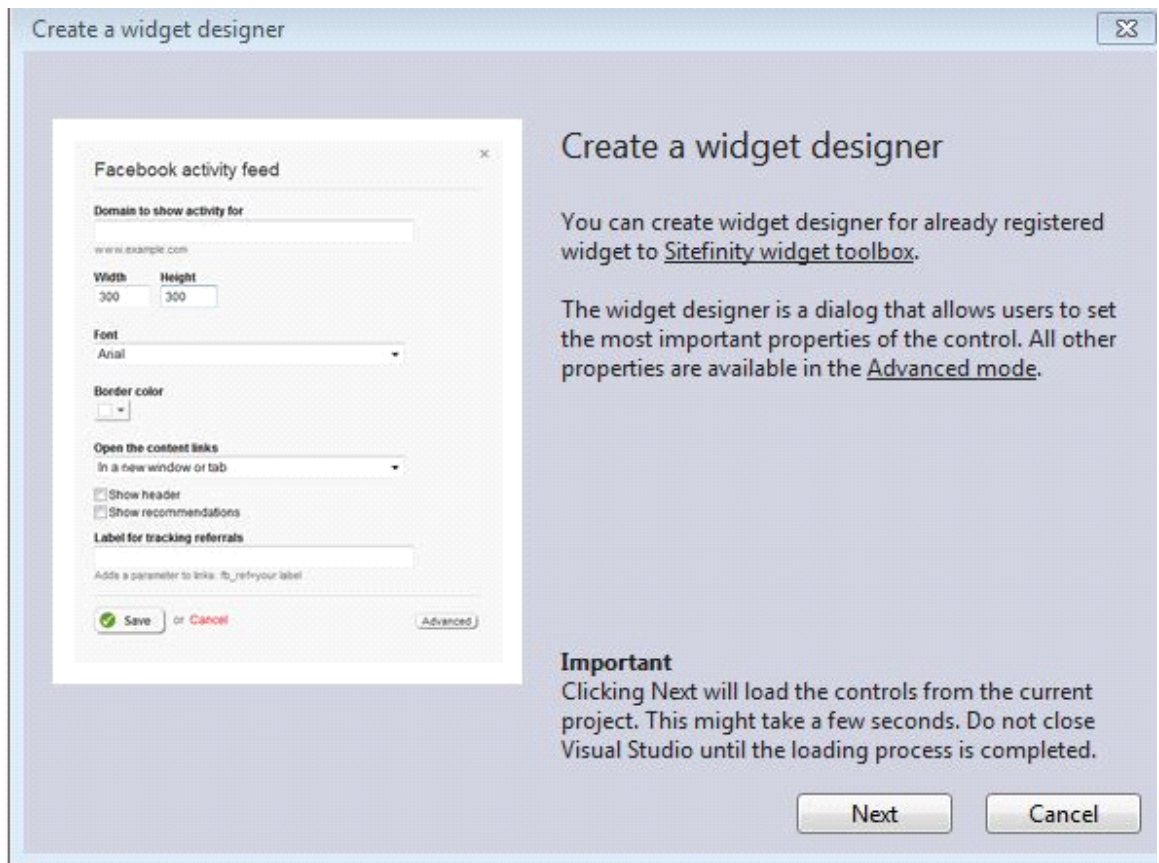 Create a widget designer
Facebook activity feed
Domain to show activity for
www.example.com
Width Height
300 300
Font
Arial
Border color
Open the content links
In a new window or tab
Show header
Show recommendations
Label for tracking referrals
Adds a parameter to links: fb_ref=your label
Save or Cancel Advanced
Create a widget designer
You can create widget designer for already registered
widget to Sitefinity widget toolbox.
The widget designer is a dialog that allows users to set
the most important properties of the control. All other
properties are available in the Advanced mode.
Important
Clicking Next will load the controls from the current
project. This might take a few seconds. Do not close
Visual Studio until the loading process is completed.
Next Cancel